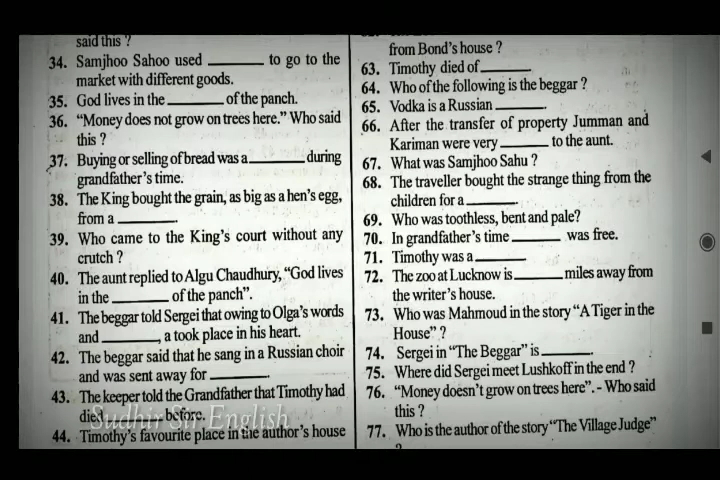 said this ?
34. Samjhoo Sahoo used ________ to go to the
market with different goods.
35. God lives in the ________ of the panch.
36. “Money does not grow on trees here.” Who said
this ?
37. Buying or selling of bread was a ________ during
grandfather’s time.
38. The King bought the grain, as big as a hen’s egg,
from a ________.
39. Who came to the King’s court without any
crutch ?
40. The aunt replied to Algu Chaudhury, “God lives
in the ________ of the panch”.
41. The beggar told Sergei that owing to Olga’s words
and ________, a took place in his heart.
42. The beggar said that he sang in a Russian choir
and was sent away for ________.
43. The keeper told the Grandfather that Timothy had
died ________ before.
Sudhir Sir English
44. Timothy’s favourite place in the author’s house
from Bond’s house ?
63. Timothy died of ________
64. Who of the following is the beggar ?
65. Vodka is a Russian ________.
66. After the transfer of property Jumman and
Kariman were very ________ to the aunt.
67. What was Samjhoo Sahu ?
68. The traveller bought the strange thing from the
children for a ________.
69. Who was toothless, bent and pale?
70. In grandfather’s time ________ was free.
71. Timothy was a ________
72. The zoo at Lucknow is ________ miles away from
the writer’s house.
73. Who was Mahmoud in the story “A Tiger in the
House” ?
74. Sergei in “The Beggar” is ________.
75. Where did Sergei meet Lushkoff in the end ?
76. “Money doesn’t grow on trees here”. - Who said
this ?
77. Who is the author of the story “The Village Judge”